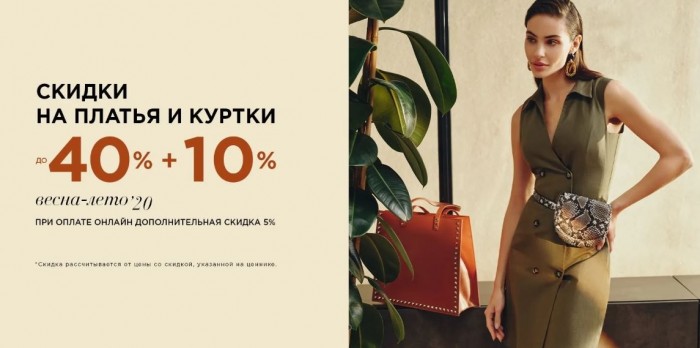 СКИДКИ
НА ПЛАТЬЯ И КУРТКИ
ДО 40% + 10%
весна-лето'20
ПРИ ОПЛАТЕ ОНЛАЙН ДОПОЛНИТЕЛЬНАЯ СКИДКА 5%
*Скидка рассчитывается от цены со скидкой, указанной на ценнике.